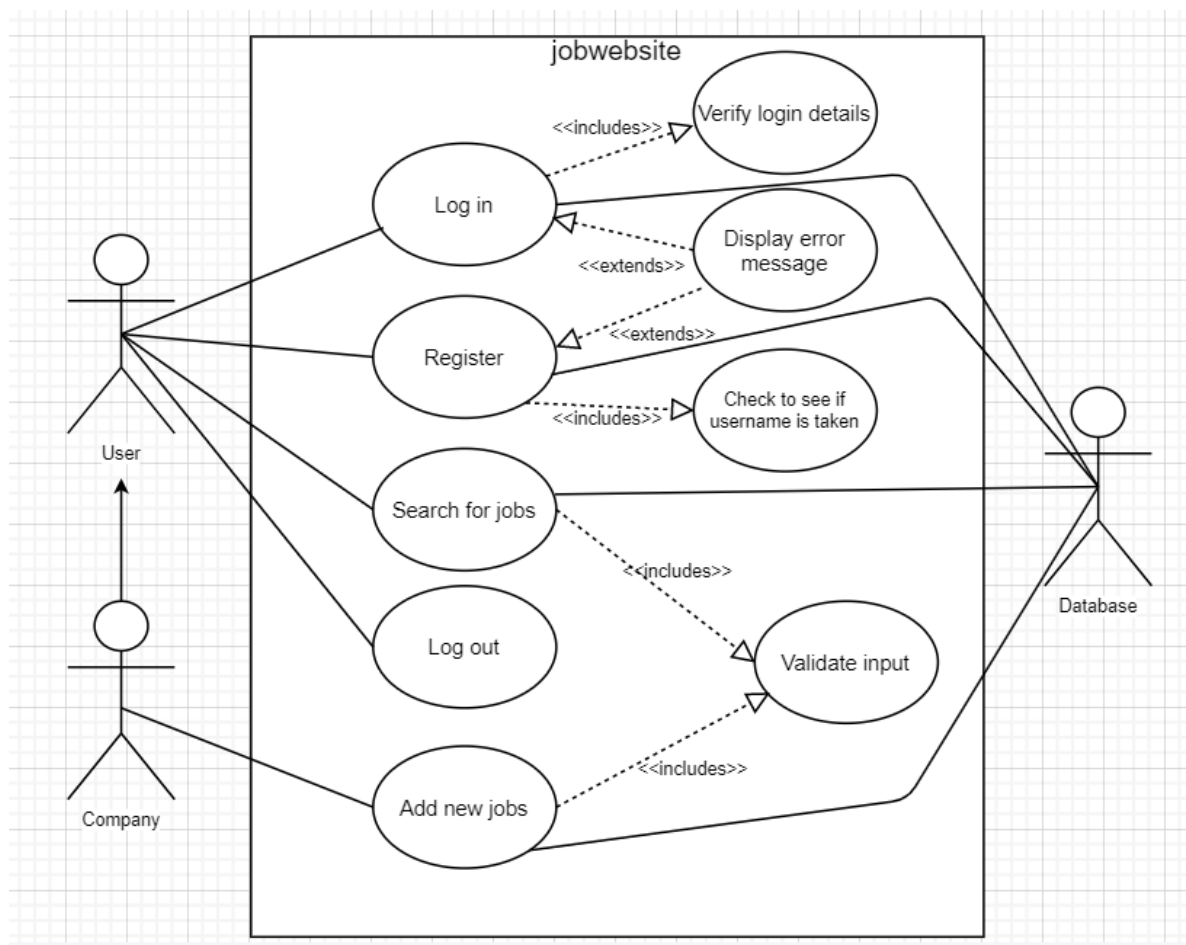 jobwebsite
Verify login details
<<includes>>
Log in
Display error
message
<<extends>>
<<extends>>
Register
Check to see if
username is taken
<<includes>>
User
Search for jobs
<<includes>>
Database
Log out
Validate input
<<includes>>
Add new jobs
Company